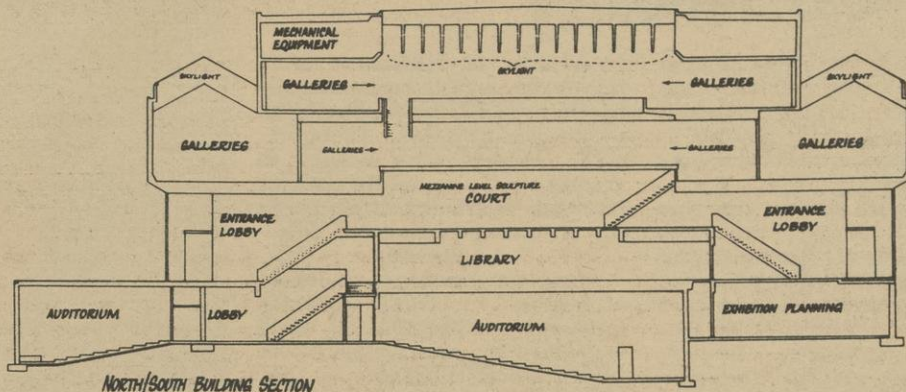 MECHANICAL
EQUIPMENT
SKYLIGHT
SKYLIGHT
SKYLIGHT
GALLERIES →
← GALLERIES
GALLERIES
GALLERIES →
← GALLERIES
GALLERIES
MEZZANINE LEVEL SCULPTURE
COURT
ENTRANCE
LOBBY
ENTRANCE
LOBBY
LIBRARY
AUDITORIUM
LOBBY
AUDITORIUM
EXHIBITION PLANNING
NORTH/SOUTH BUILDING SECTION